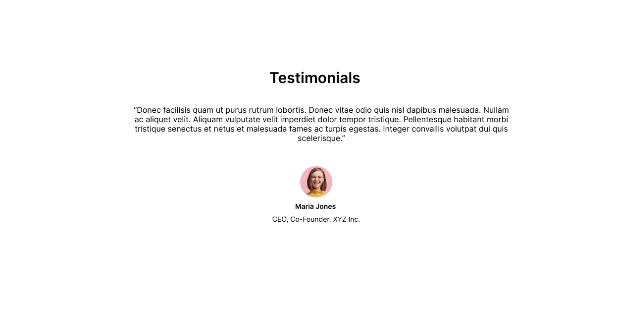 Testimonials
“Donec facilisis quam ut purus rutrum lobortis. Donec vitae odio quis nisl dapibus malesuada. Nullam
ac aliquet velit. Aliquam vulputate velit imperdiet dolor tempor tristique. Pellentesque habitant morbi
tristique senectus et netus et malesuada fames ac turpis egestas. Integer convallis volutpat dui quis
scelerisque.”
Maria Jones
CEO, Co-Founder, XYZ Inc.